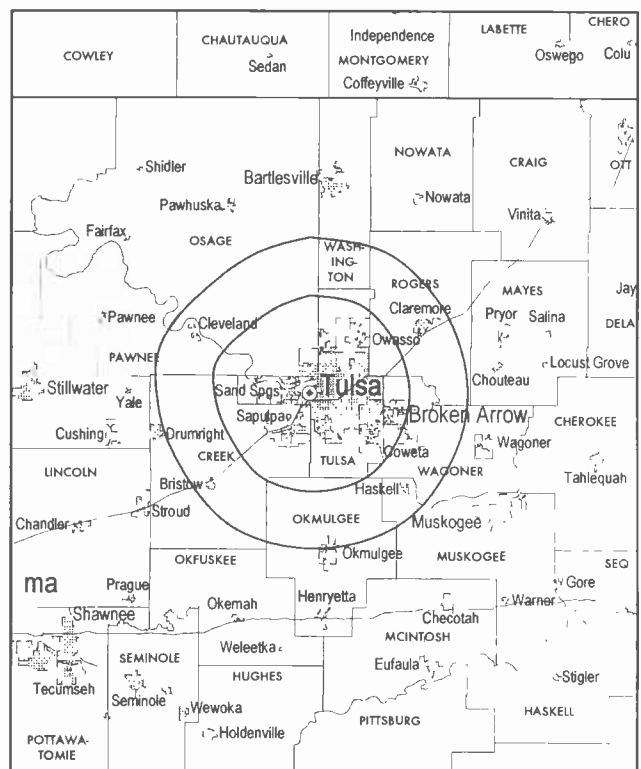 CHERO
COWLEY
CHAUTAUQUA
Sedan
Independence
MONTGOMERY
Coffeyville
LABETTE
Oswego
Colu
Shidler
Bartlesville
NOWATA
CRAIG
OTT
Pawhuska
Nowata
Vinita
Fairfax
OSAGE
WASH-
ING-
TON
ROGERS
MAYES
Jay
Pawnee
Cleveland
Claremore
Pryor
Salina
DELA
Owasso
PAWNEE
Locust Grove
Chouteau
Stillwater
Yale
Sand Spgs
Tulsa
Sapulpa
Broken Arrow
CHEROKEE
Cushing
Drumright
Coweta
Wagoner
LINCOLN
CREEK
TULSA
WAGONER
Tahlequah
Bristow
Haskell
Stroud
OKMULGEE
Muskogee
Chandler
OKFUSKEE
Okmulgee
MUSKOGEE
SEQ
ma
Prague
Henryetta
Gore
Shawnee
Okemah
Checotah
Warner
Weleetka
MCINTOSH
SEMINOLE
HUGHES
Eufaula
Stigler
Tecumseh
Seminole
Wewoka
PITTSBURG
HASKELL
Holdenville
POTTAWA-
TOMIE